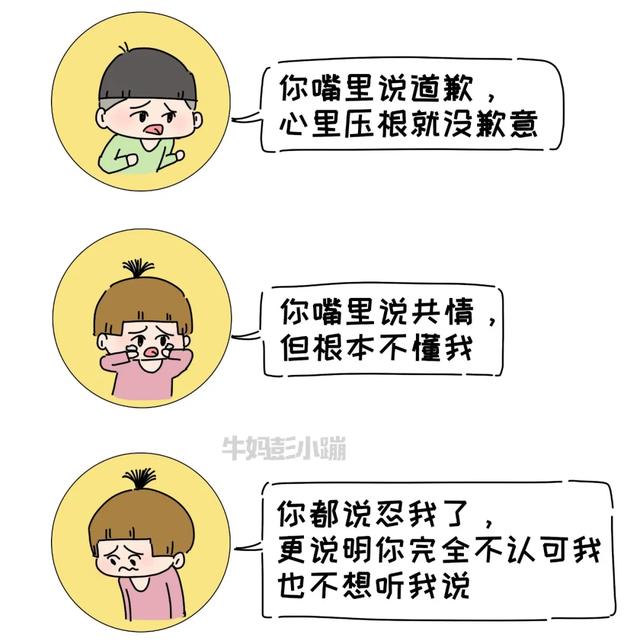 你嘴里说道歉，
心里压根就没歉意
你嘴里说共情，
但根本不懂我
牛妈彭小蹦
你都说忍我了，
更说明你完全不认可我
也不想听我说